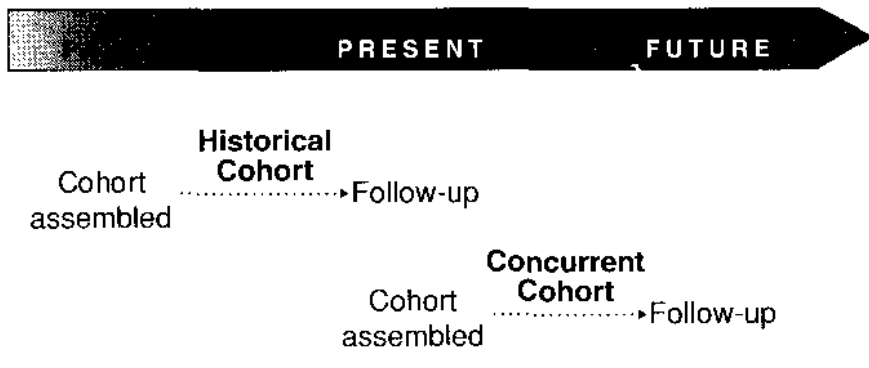 PRESENT FUTURE
Historical
Cohort
Cohort
assembled
Follow-up
Concurrent
Cohort
Cohort
assembled
Follow-up